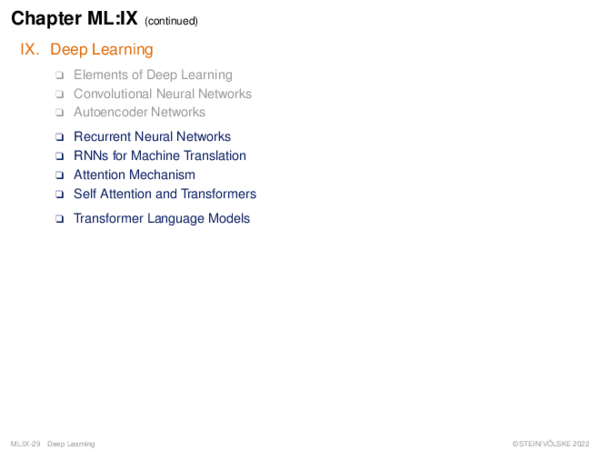 Chapter ML:IX (continued)
IX. Deep Learning
❑ Elements of Deep Learning
❑ Convolutional Neural Networks
❑ Autoencoder Networks
❑ Recurrent Neural Networks
❑ RNNs for Machine Translation
❑ Attention Mechanism
❑ Self Attention and Transformers
❑ Transformer Language Models
ML:IX-29 Deep Learning ©STEIN/VÖLSKE 2022